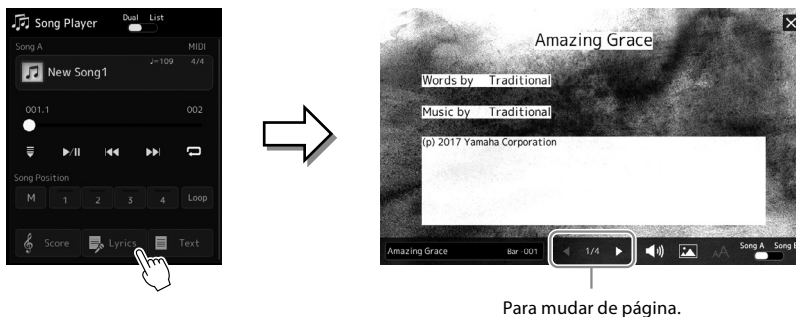 Song Player
Dual List
Song A
MIDI
New Song1
♩=109 4/4
001.1
002
Song Position
M 1 2 3 4 Loop
Score Lyrics Text
Amazing Grace
Words by Traditional
Music by Traditional
(p) 2017 Yamaha Corporation
Amazing Grace Bar -001 1/4 AA Song A Song B
Para mudar de página.